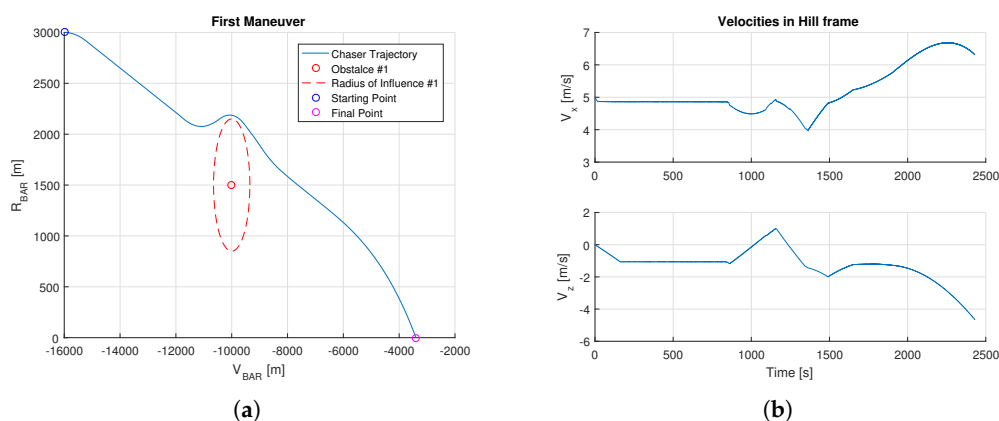 First Maneuver
3000
2500
2000
1500
1000
500
0
R_BAR [m]
-16000 -14000 -12000 -10000 -8000 -6000 -4000 -2000
V_BAR [m]
Chaser Trajectory
Obstalce #1
Radius of Influence #1
Starting Point
Final Point
(a)
Velocities in Hill frame
7
6
5
4
3
V_x [m/s]
0 500 1000 1500 2000 2500
2
0
-2
-4
-6
V_z [m/s]
0 500 1000 1500 2000 2500
Time [s]
(b)